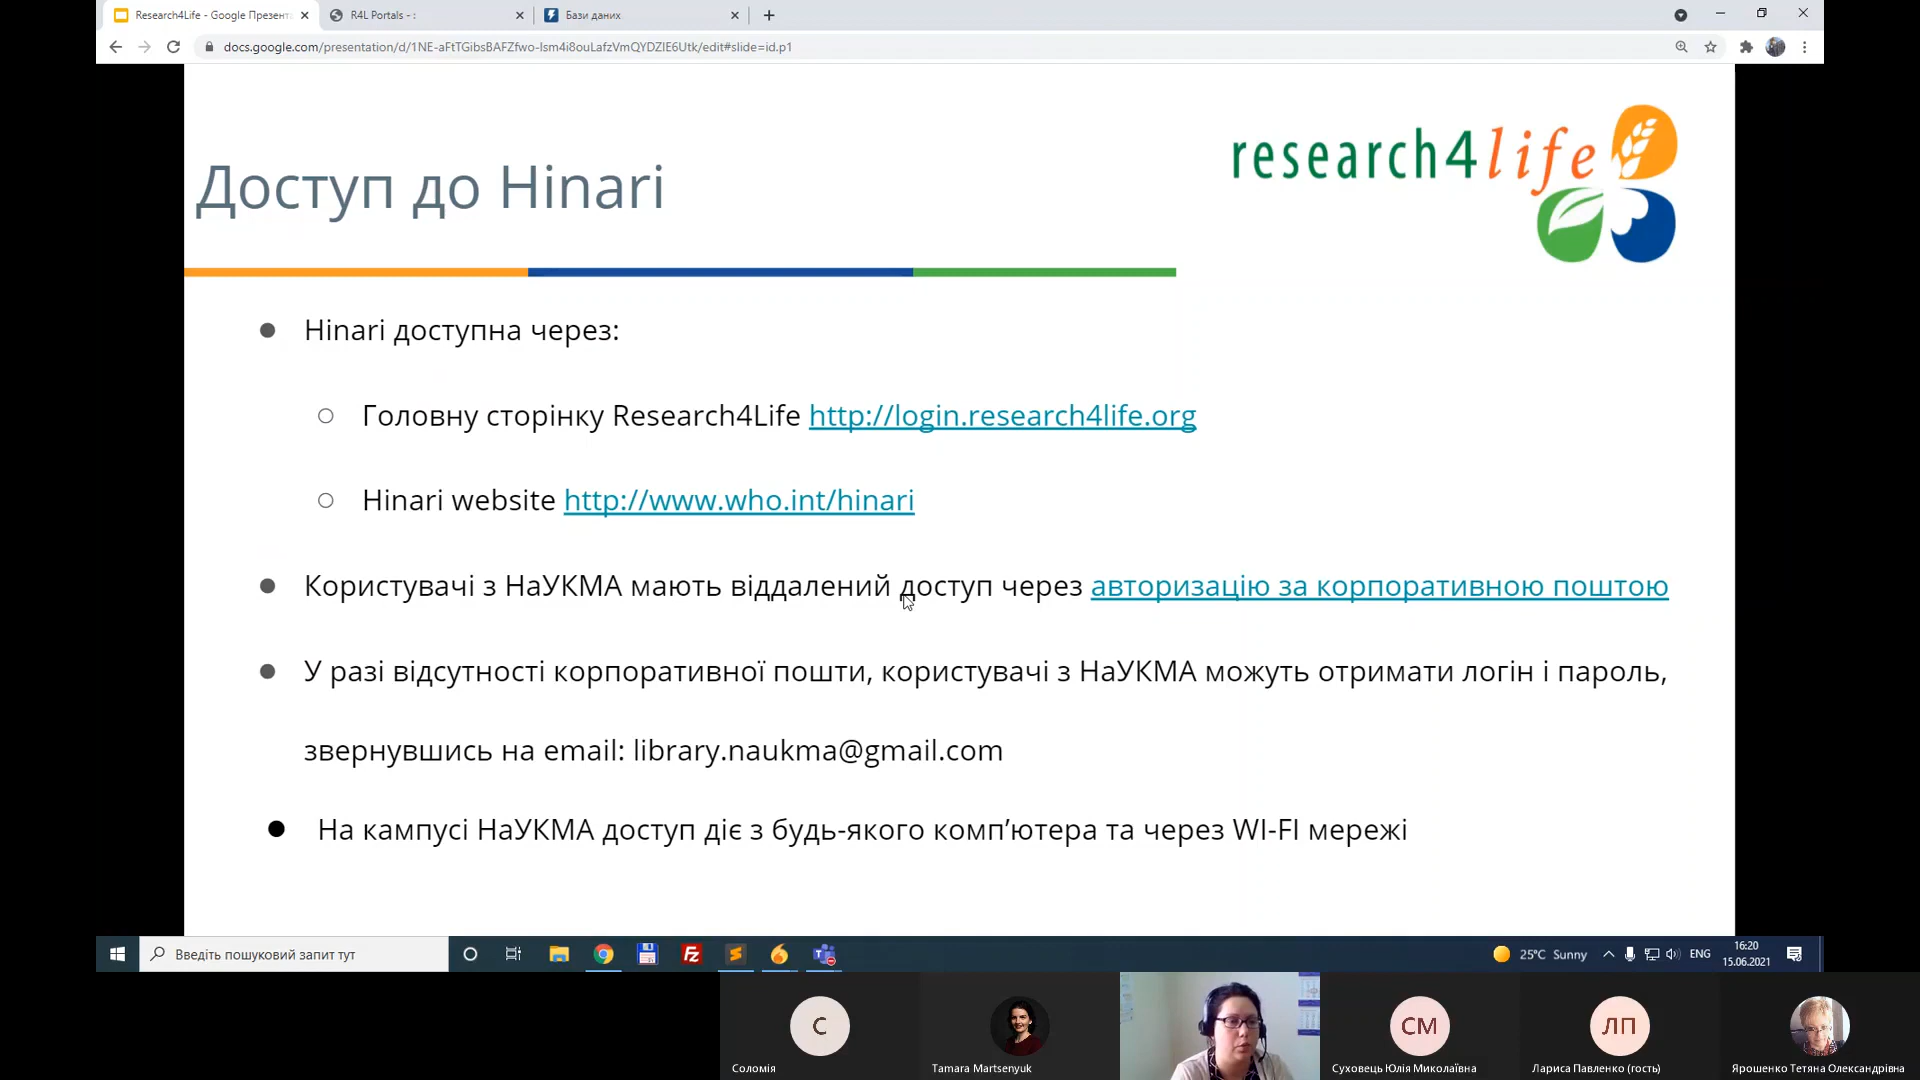 Research4Life - Google Презент
R4L Portals - :
Бази даних
docs.google.com/presentation/d/1NE-aFtTGibsBAFZfwo-lsm4i8ouLafzVmQYDZlE6Utk/edit#slide=id.p1
research4life
Доступ до Hinari
Hinari доступна через:
Головну сторінку Research4Life http://login.research4life.org
Hinari website http://www.who.int/hinari
Користувачі з НаУКМА мають віддалений доступ через авторизацію за корпоративною поштою
У разі відсутності корпоративної пошти, користувачі з НаУКМА можуть отримати логін і пароль,
звернувшись на email: library.naukma@gmail.com
На кампусі НаУКМА доступ діє з будь-якого комп’ютера та через WI-FI мережі
Введіть пошуковий запит тут
25°C Sunny
ENG
16:20
15.06.2021
С
СМ
ЛП
Соломія
Tamara Martsenyuk
Суховець Юлія Миколаївна
Лариса Павленко (гость)
Ярошенко Тетяна Олександрівна